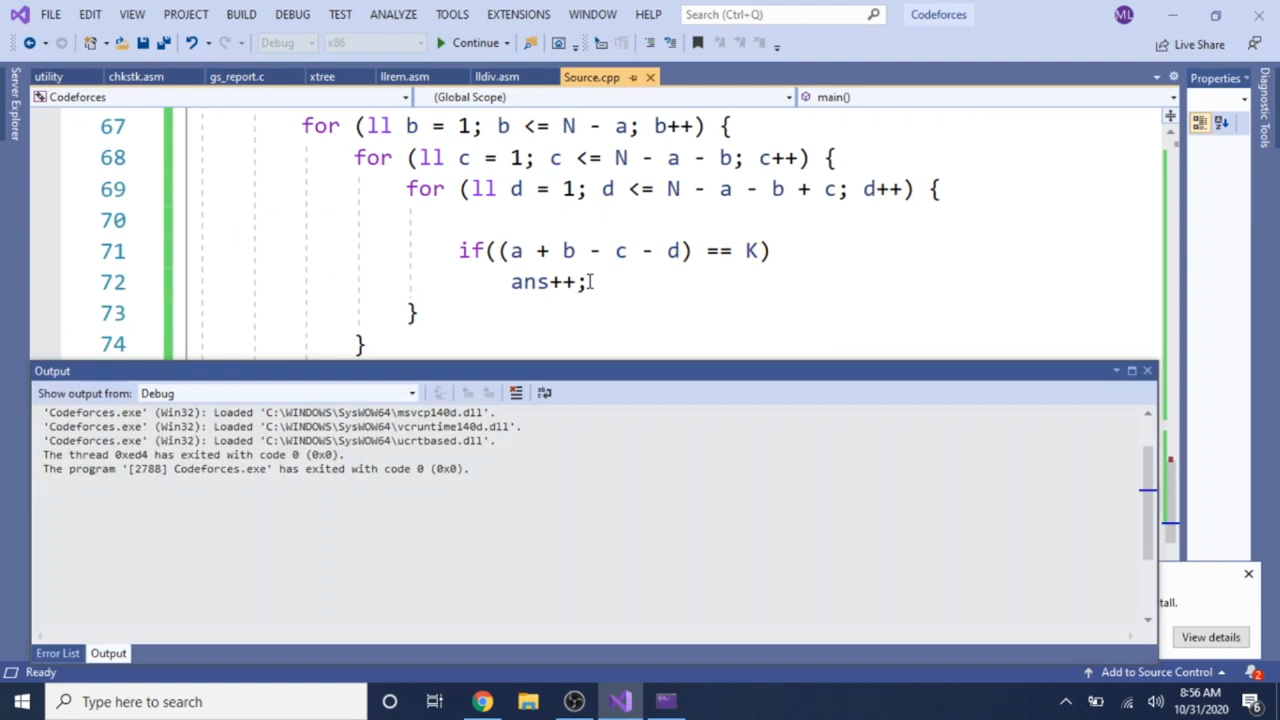 FILE EDIT VIEW PROJECT BUILD DEBUG TEST ANALYZE TOOLS EXTENSIONS WINDOW HELP Search (Ctrl+Q) Codeforces ML
Debug x86 Continue Live Share
utility chkstk.asm gs_report.c xtree llrem.asm lldiv.asm Source.cpp Properties
Codeforces (Global Scope) main()
Server Explorer
Diagnostic Tools
67 for (ll b = 1; b <= N - a; b++) {
68 for (ll c = 1; c <= N - a - b; c++) {
69 for (ll d = 1; d <= N - a - b + c; d++) {
70
71 if((a + b - c - d) == K)
72 ans++;
73 }
74 }
Output
Show output from: Debug
'Codeforces.exe' (Win32): Loaded 'C:\WINDOWS\SysWOW64\msvcp140d.dll'.
'Codeforces.exe' (Win32): Loaded 'C:\WINDOWS\SysWOW64\vcruntime140d.dll'.
'Codeforces.exe' (Win32): Loaded 'C:\WINDOWS\SysWOW64\ucrtbased.dll'.
The thread 0xed4 has exited with code 0 (0x0).
The program '[2788] Codeforces.exe' has exited with code 0 (0x0).
tall.
View details
Error List Output
Ready Add to Source Control 2
Type here to search
8:56 AM
10/31/2020
6